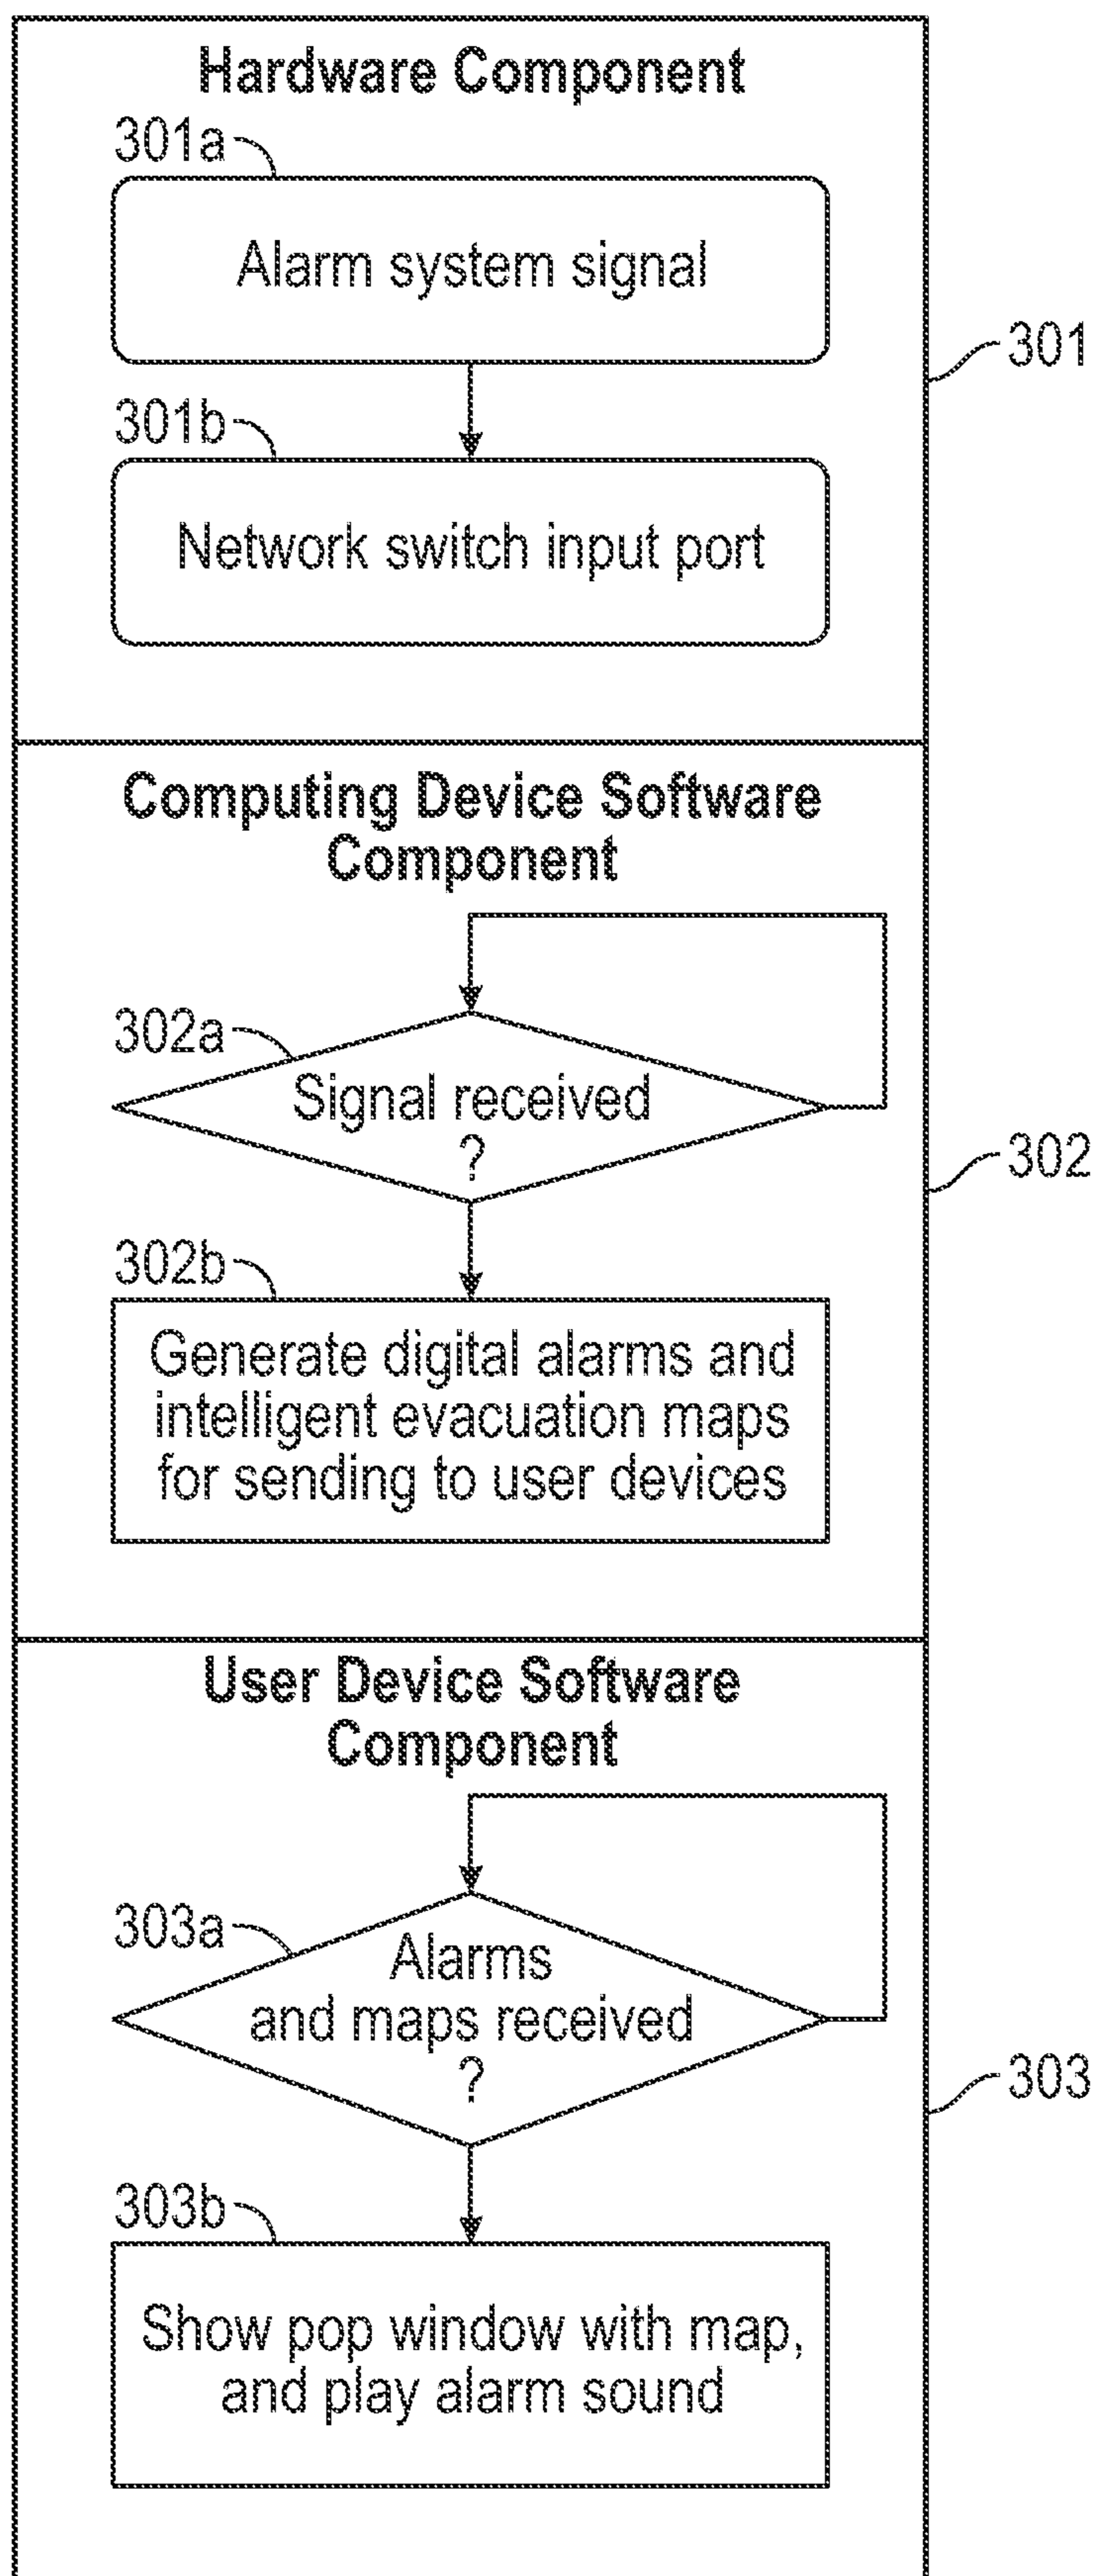 Hardware Component
301a
Alarm system signal
301
301b
Network switch input port
Computing Device Software
Component
302a
Signal received
?
302
302b
Generate digital alarms and
intelligent evacuation maps
for sending to user devices
User Device Software
Component
303a
Alarms
and maps received
?
303
303b
Show pop window with map,
and play alarm sound